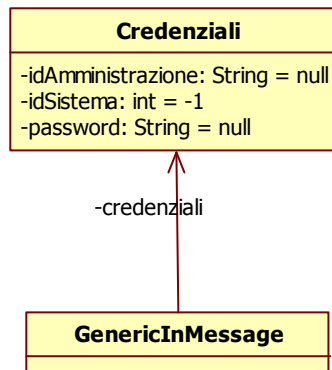 Credenziali
-idAmministrazione: String = null
-idSistema: int = -1
-password: String = null
-credenziali
GenericInMessage